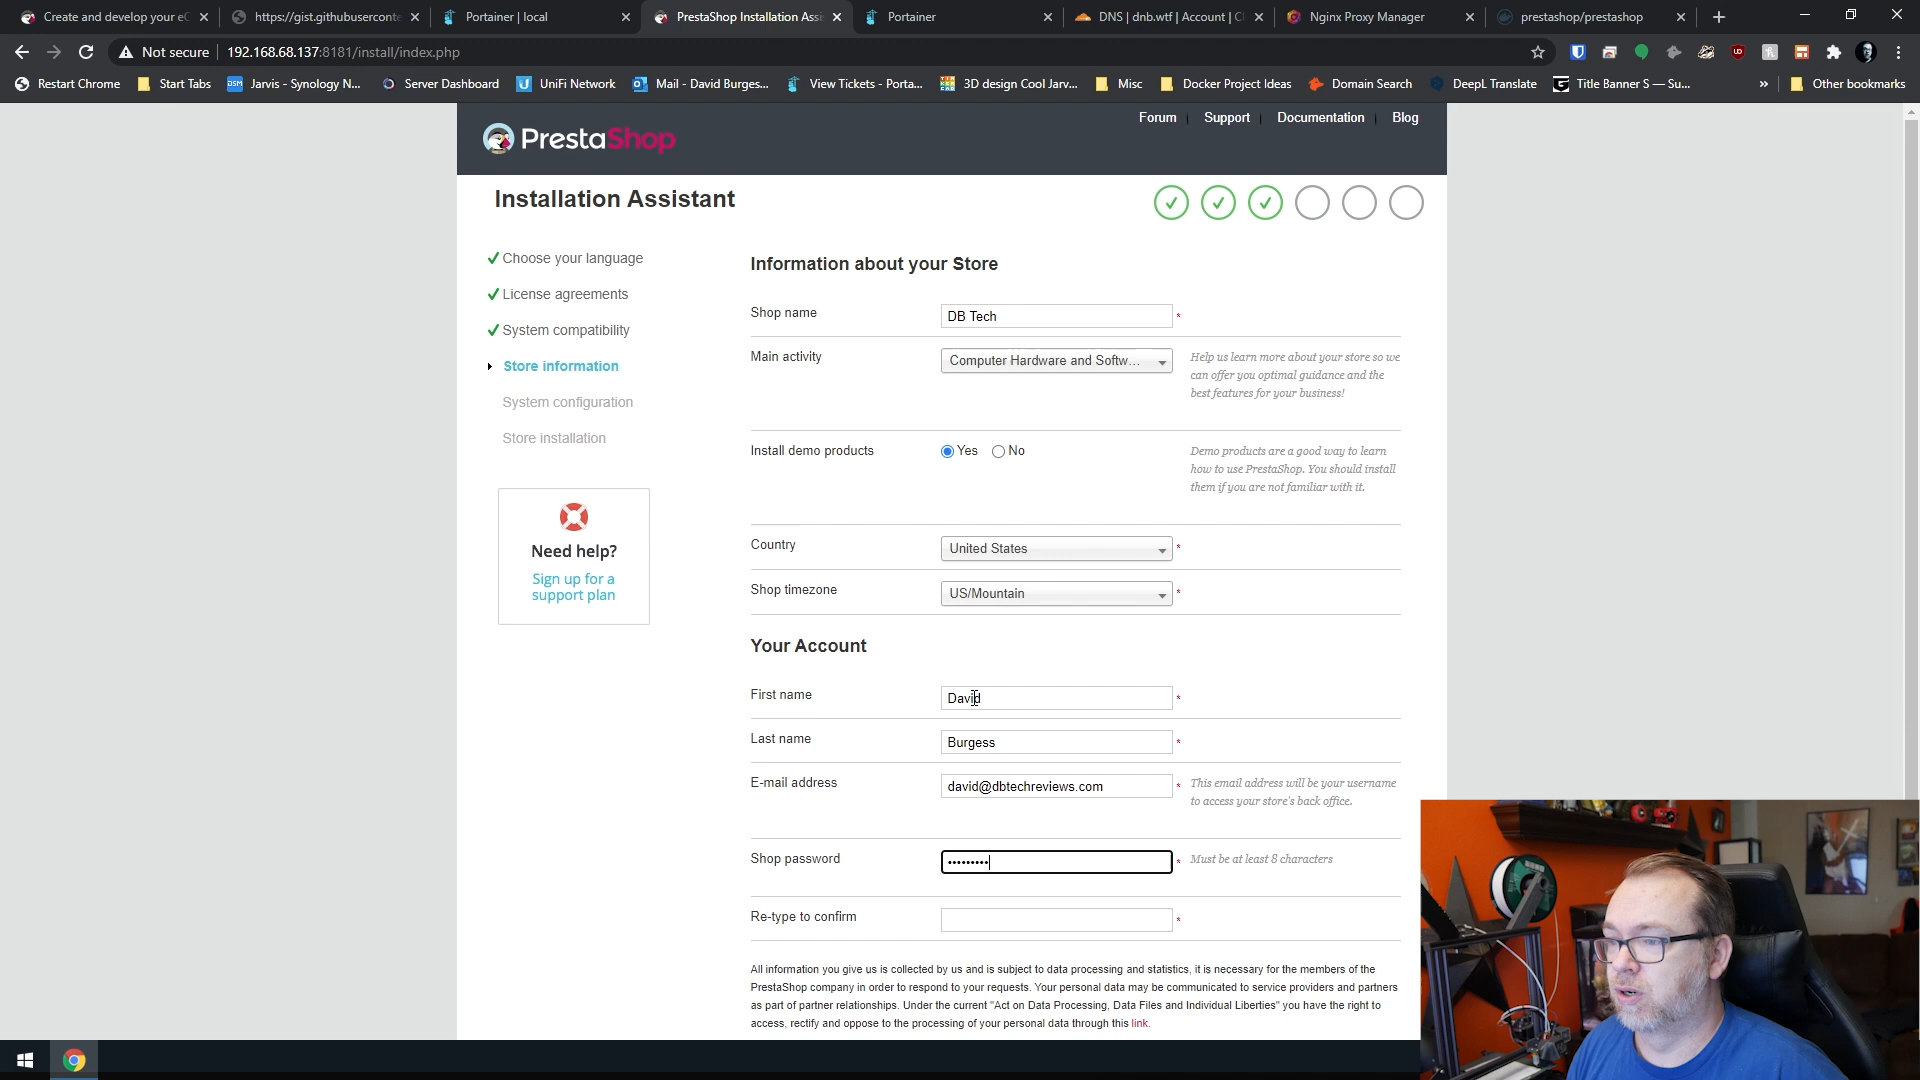 Create and develop your eC
https://gist.githubuserconte
Portainer | local
PrestaShop Installation Assi
Portainer
DNS | dnb.wtf | Account | Cl
Nginx Proxy Manager
prestashop/prestashop
Not secure
192.168.68.137:8181/install/index.php
Restart Chrome
Start Tabs
DSM
Jarvis - Synology N...
Server Dashboard
UniFi Network
Mail - David Burges...
View Tickets - Porta...
3D design Cool Jarv...
Misc
Docker Project Ideas
Domain Search
DeepL Translate
Title Banner S — Su...
»
Other bookmarks
PrestaShop
Forum
Support
Documentation
Blog
Installation Assistant
Choose your language
License agreements
System compatibility
Store information
System configuration
Store installation
Need help?
Sign up for a
support plan
Information about your Store
Shop name
DB Tech
*
Main activity
Computer Hardware and Softw...
Help us learn more about your store so we
can offer you optimal guidance and the
best features for your business!
Install demo products
Yes
No
Demo products are a good way to learn
how to use PrestaShop. You should install
them if you are not familiar with it.
Country
United States
*
Shop timezone
US/Mountain
*
Your Account
First name
David
*
Last name
Burgess
*
E-mail address
david@dbtechreviews.com
*
This email address will be your username
to access your store's back office.
Shop password
•••••••••
*
Must be at least 8 characters
Re-type to confirm
*
All information you give us is collected by us and is subject to data processing and statistics, it is necessary for the members of the
PrestaShop company in order to respond to your requests. Your personal data may be communicated to service providers and partners
as part of partner relationships. Under the current "Act on Data Processing, Data Files and Individual Liberties" you have the right to
access, rectify and oppose to the processing of your personal data through this link.